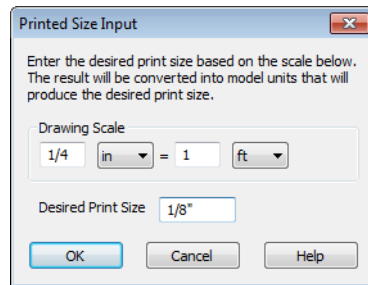 Printed Size Input
Enter the desired print size based on the scale below.
The result will be converted into model units that will
produce the desired print size.
Drawing Scale
1/4 in = 1 ft
Desired Print Size 1/8"
OK Cancel Help